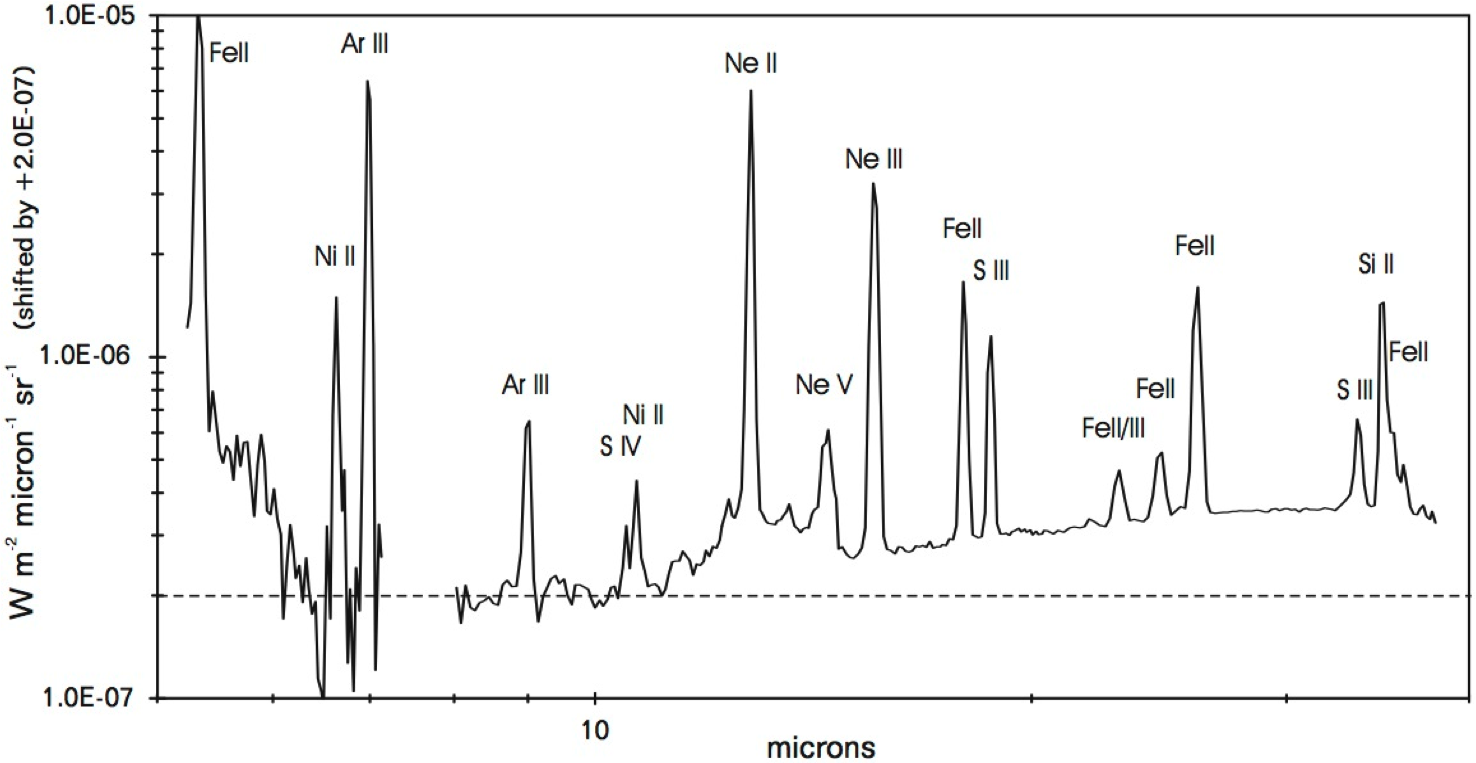 1.0E-05
FeII
Ar III
Ne II
Ne III
FeII
S III
FeII
Si II
Ni II
1.0E-06
FeII
Ar III
Ne V
FeII
S III
Ni II
FeII/III
S IV
1.0E-07
10
microns
W m-2 micron-1 sr-1 (shifted by +2.0E-07)